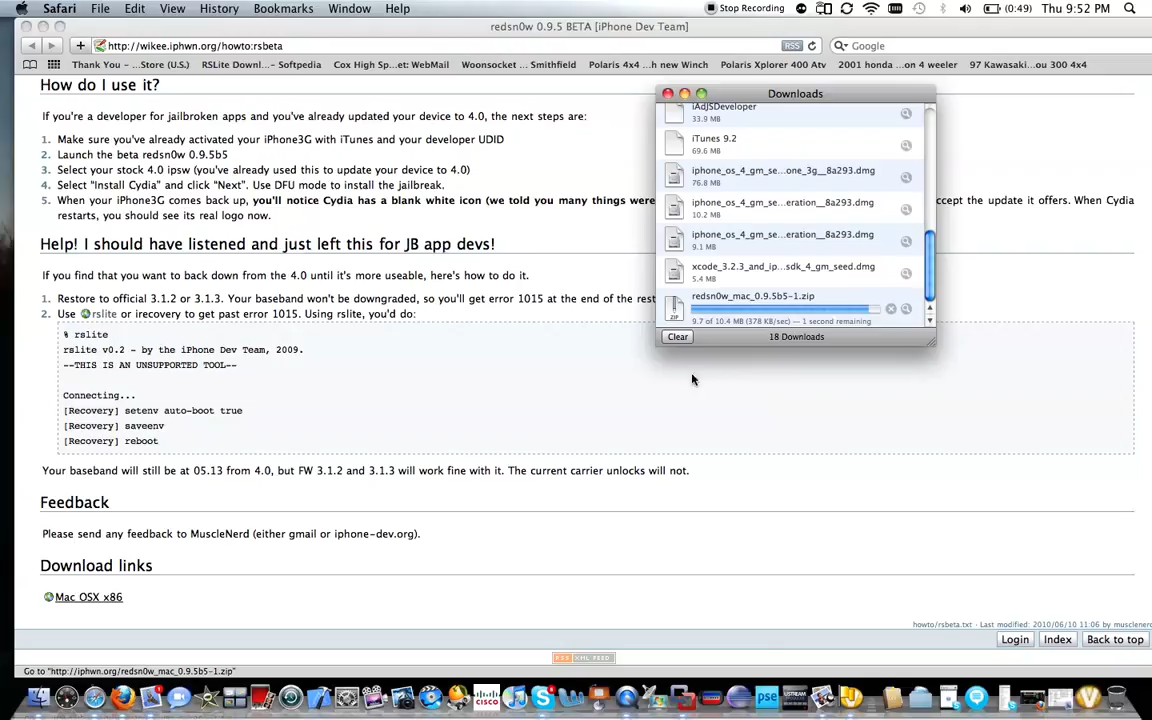 Safari File Edit View History Bookmarks Window Help Stop Recording (0:49) Thu 9:52 PM
redsn0w 0.9.5 BETA [iPhone Dev Team]
http://wikee.iphwn.org/howto:rsbeta RSS Google
Thank You – ...Store (U.S.) RSLite Downl...– Softpedia Cox High Sp...et: WebMail Woonsocket ... Smithfield Polaris 4x4 ...h new Winch Polaris Xplorer 400 Atv 2001 honda ...on 4 weeler 97 Kawasaki...ou 300 4x4
How do I use it?
If you're a developer for jailbroken apps and you've already updated your device to 4.0, the next steps are:
1. Make sure you've already activated your iPhone3G with iTunes and your developer UDID
2. Launch the beta redsn0w 0.9.5b5
3. Select your stock 4.0 ipsw (you've already used this to update your device to 4.0)
4. Select "Install Cydia" and click "Next". Use DFU mode to install the jailbreak.
5. When your iPhone3G comes back up, you'll notice Cydia has a blank white icon (we told you many things were accept the update it offers. When Cydia
restarts, you should see its real logo now.
Help! I should have listened and just left this for JB app devs!
If you find that you want to back down from the 4.0 until it's more useable, here's how to do it.
1. Restore to official 3.1.2 or 3.1.3. Your baseband won't be downgraded, so you'll get error 1015 at the end of the rest
2. Use rslite or irecovery to get past error 1015. Using rslite, you'd do:
% rslite
rslite v0.2 - by the iPhone Dev Team, 2009.
--THIS IS AN UNSUPPORTED TOOL--
Connecting...
[Recovery] setenv auto-boot true
[Recovery] saveenv
[Recovery] reboot
Your baseband will still be at 05.13 from 4.0, but FW 3.1.2 and 3.1.3 will work fine with it. The current carrier unlocks will not.
Feedback
Please send any feedback to MuscleNerd (either gmail or iphone-dev.org).
Download links
Mac OSX x86
howto/rsbeta.txt · Last modified: 2010/06/10 11:06 by musclener
Login Index Back to top
RSS XML FEED
Go to "http://iphwn.org/redsn0w_mac_0.9.5b5-1.zip"
Downloads
iAdJSDeveloper
33.9 MB
iTunes 9.2
69.6 MB
iphone_os_4_gm_se...one_3g__8a293.dmg
76.8 MB
iphone_os_4_gm_se...eration__8a293.dmg
10.2 MB
iphone_os_4_gm_se...eration__8a293.dmg
9.1 MB
xcode_3.2.3_and_ip...sdk_4_gm_seed.dmg
5.4 MB
redsn0w_mac_0.9.5b5-1.zip
ZIP
9.7 of 10.4 MB (378 KB/sec) — 1 second remaining
Clear 18 Downloads
CISCO
pse
USTREAM